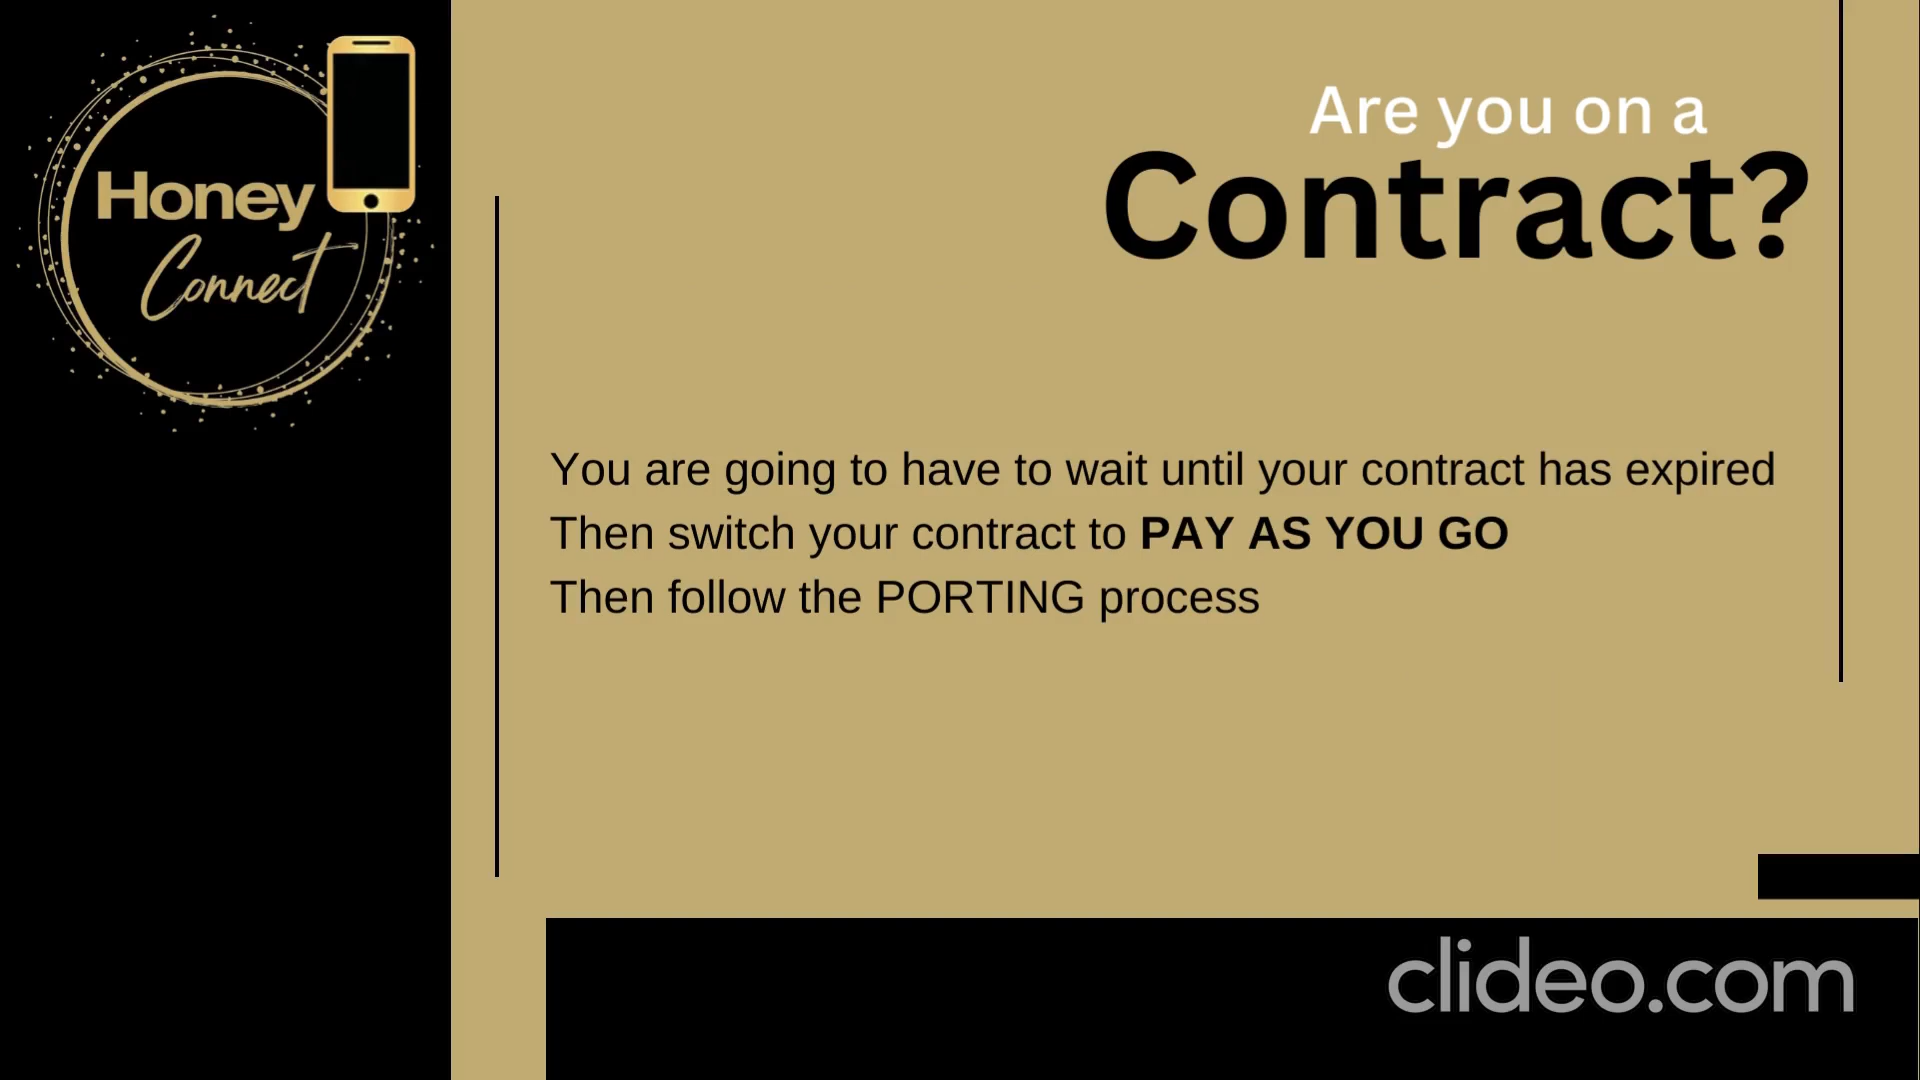 Honey
Connect
Are you on a
Contract?
You are going to have to wait until your contract has expired
Then switch your contract to PAY AS YOU GO
Then follow the PORTING process
clideo.com